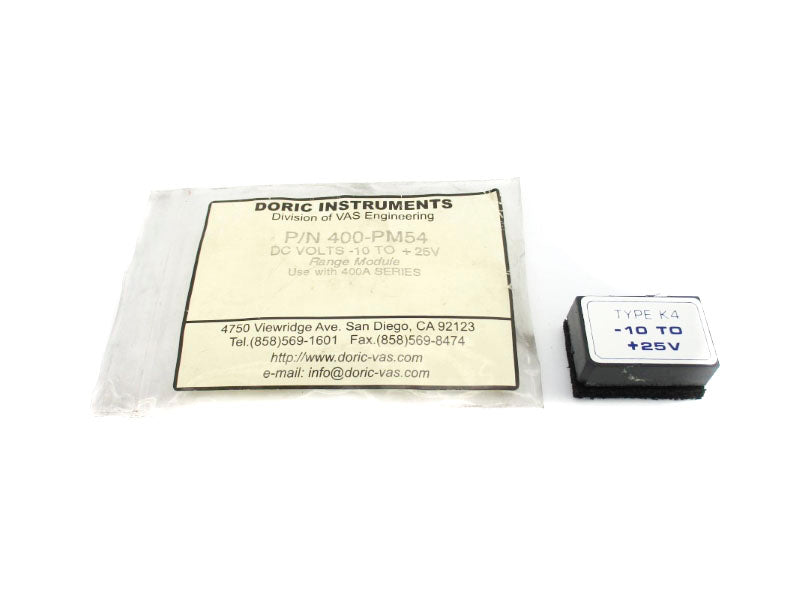 DORIC INSTRUMENTS
Division of VAS Engineering
P/N 400-PM54
DC VOLTS -10 TO + 25V
Range Module
Use with 400A SERIES
4750 Viewridge Ave. San Diego, CA 92123
Tel.(858)569-1601 Fax.(858)569-8474
http://www.doric-vas.com
e-mail: info@doric-vas.com
TYPE K4
-10 TO
+25V